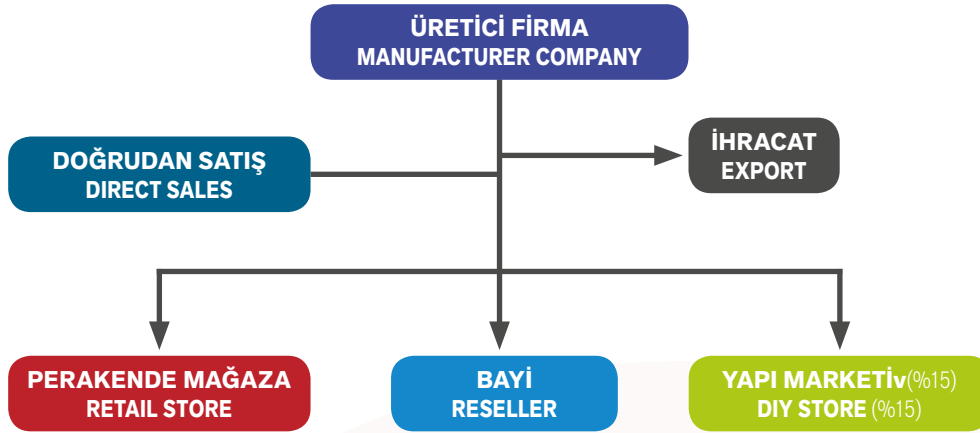 ÜRETİCİ FİRMA
MANUFACTURER COMPANY
DOĞRUDAN SATIŞ
DIRECT SALES
İHRACAT
EXPORT
PERAKENDE MAĞAZA
RETAIL STORE
BAYİ
RESELLER
YAPI MARKETİv(%15)
DIY STORE (%15)